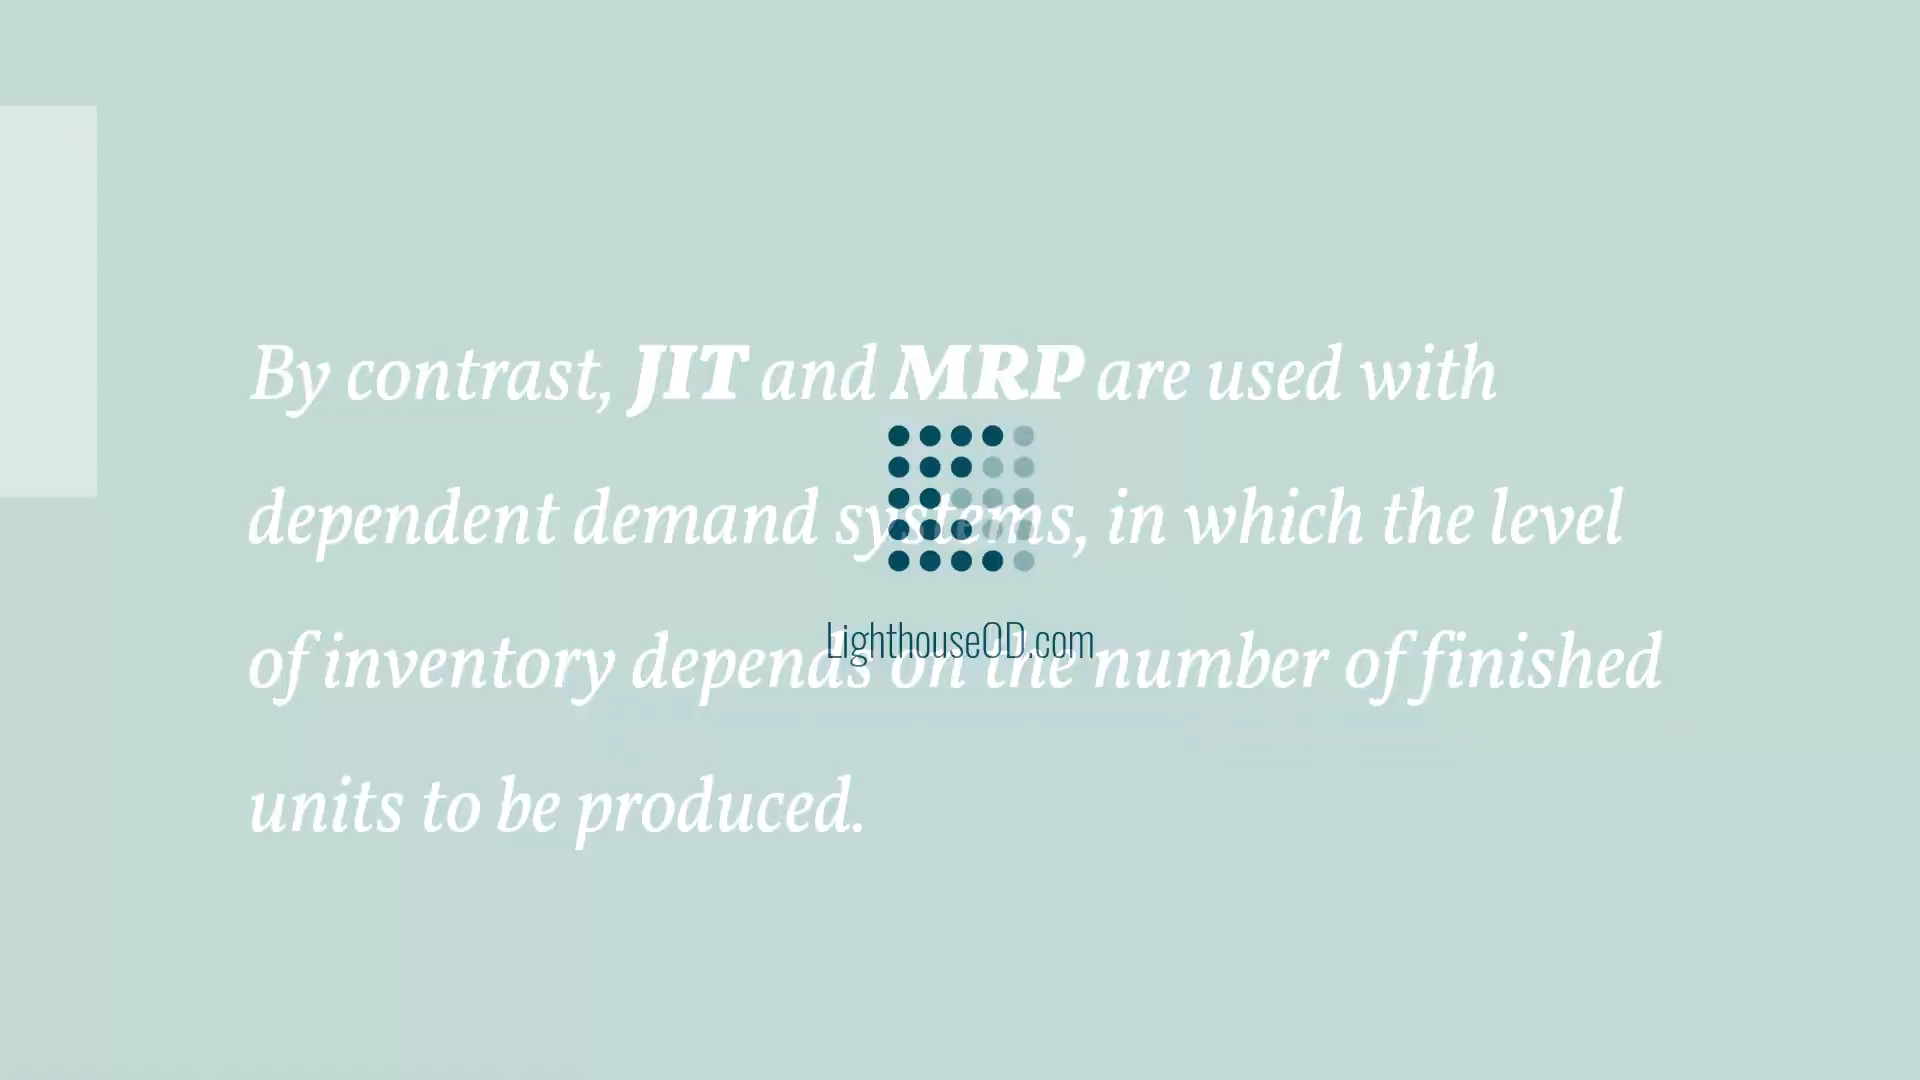 By contrast, JIT and MRP are used with
dependent demand systems, in which the level
of inventory depends on the number of finished
units to be produced.
LighthouseOD.com